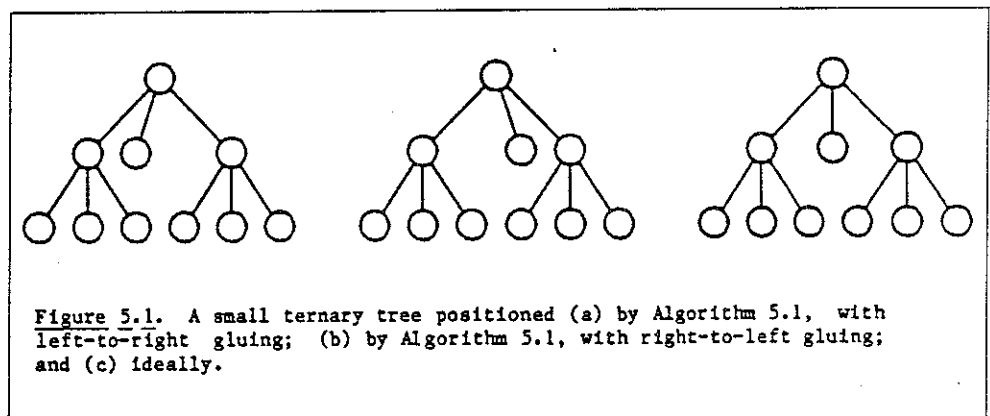 Figure 5.1. A small ternary tree positioned (a) by Algorithm 5.1, with
left-to-right gluing; (b) by Algorithm 5.1, with right-to-left gluing;
and (c) ideally.